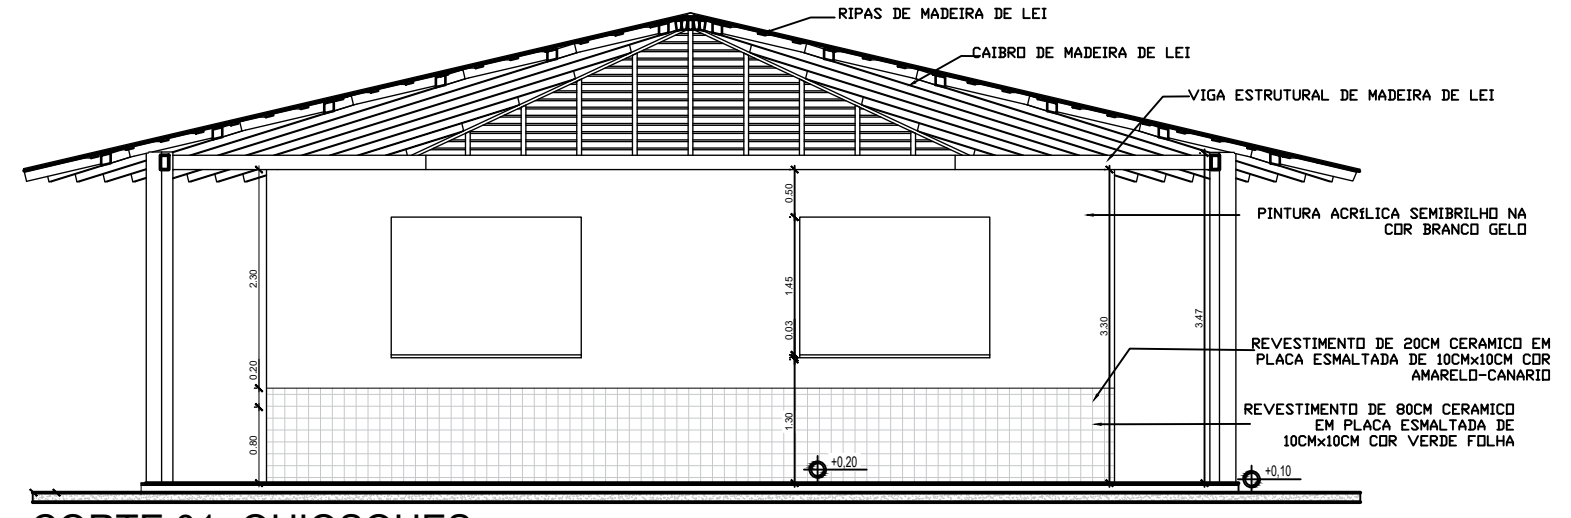 RIPAS DE MADEIRA DE LEI
CAIBRO DE MADEIRA DE LEI
VIGA ESTRUTURAL DE MADEIRA DE LEI
0.50
PINTURA ACRÍLICA SEMIBRILHO NA
COR BRANCO GELO
2.30
1.45
0.03
3.30
3.47
REVESTIMENTO DE 20CM CERAMICO EM
PLACA ESMALTADA DE 10CMx10CM COR
AMARELO-CANARIO
0.20
REVESTIMENTO DE 80CM CERAMICO
EM PLACA ESMALTADA DE
10CMx10CM COR VERDE FOLHA
0.80
1.30
+0,20
+0,10
CORTE 01- QUIOSQUES